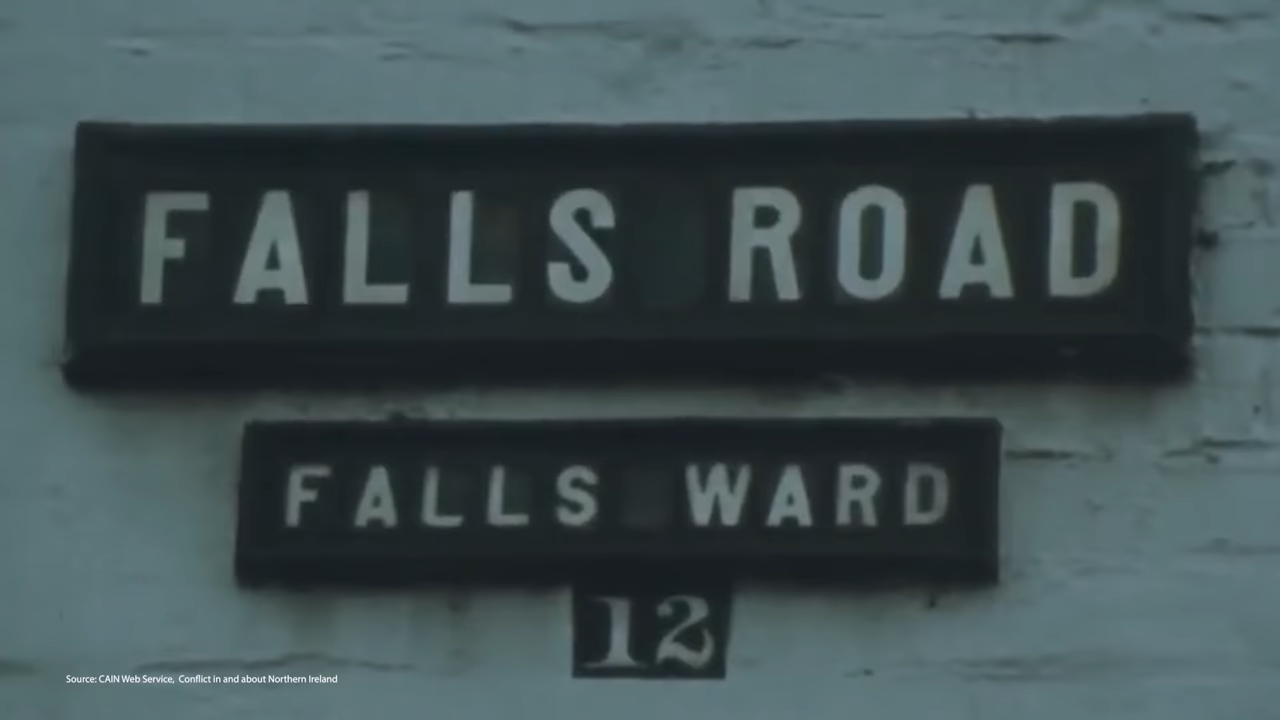 FALLS ROAD
FALLS WARD
12
Source: CAIN Web Service, Conflict in and about Northern Ireland